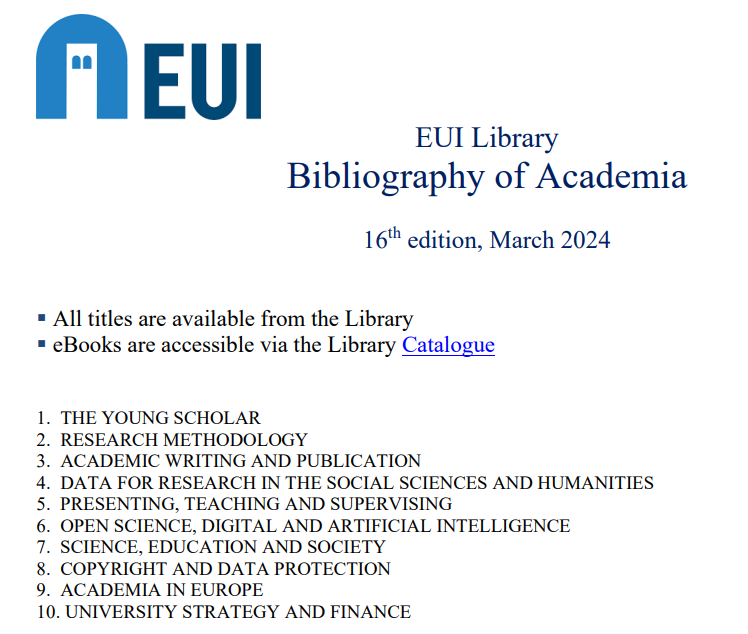 EUI
EUI Library
Bibliography of Academia
16th edition, March 2024
▪ All titles are available from the Library
▪ eBooks are accessible via the Library Catalogue
1. THE YOUNG SCHOLAR
2. RESEARCH METHODOLOGY
3. ACADEMIC WRITING AND PUBLICATION
4. DATA FOR RESEARCH IN THE SOCIAL SCIENCES AND HUMANITIES
5. PRESENTING, TEACHING AND SUPERVISING
6. OPEN SCIENCE, DIGITAL AND ARTIFICIAL INTELLIGENCE
7. SCIENCE, EDUCATION AND SOCIETY
8. COPYRIGHT AND DATA PROTECTION
9. ACADEMIA IN EUROPE
10. UNIVERSITY STRATEGY AND FINANCE